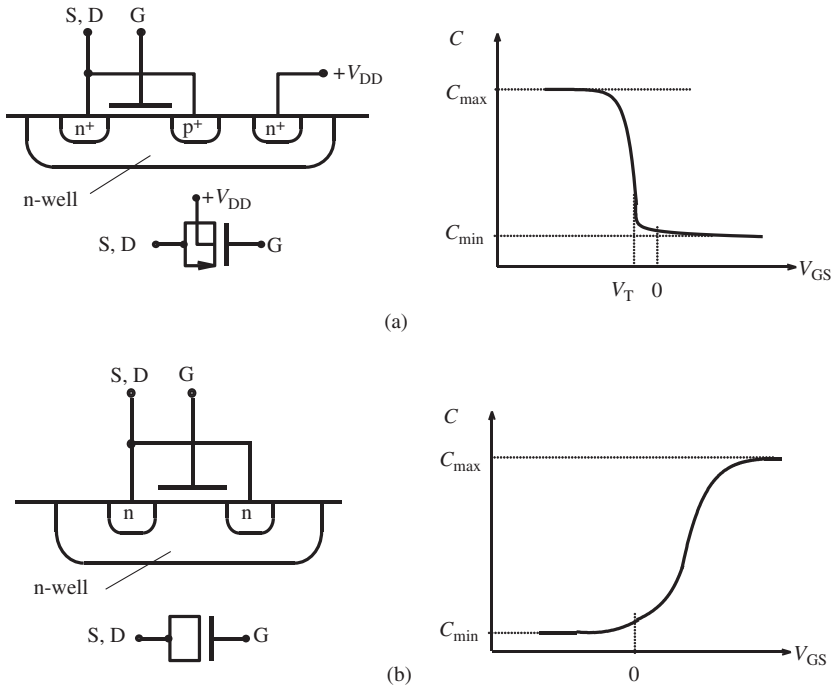 S, D
G
+V_DD
n⁺
p⁺
n⁺
n-well
+V_DD
S, D
G
C
C_max
C_min
V_T
0
V_GS
(a)
S, D
G
n
n
n-well
S, D
G
C
C_max
C_min
0
V_GS
(b)